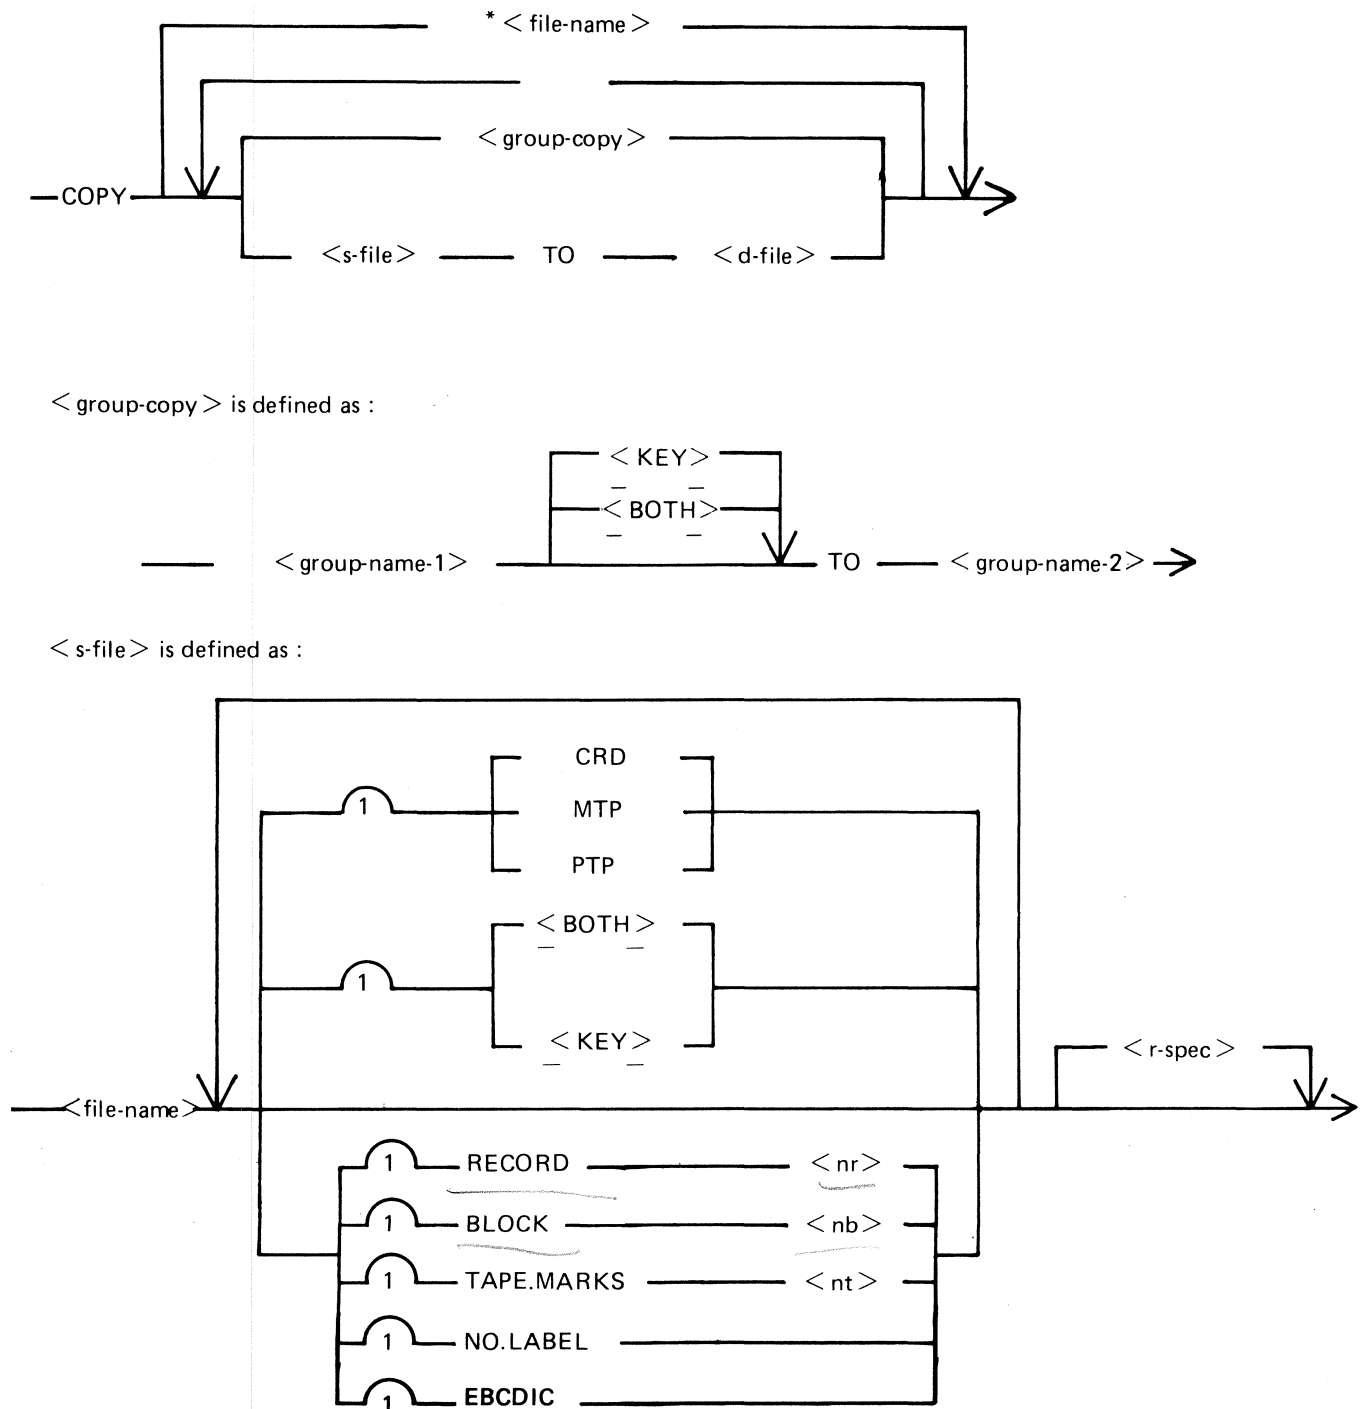 * < file-name >
< group-copy >
COPY
<s-file> TO <d-file>
< group-copy > is defined as :
< KEY >
< BOTH >
< group-name-1> TO < group-name-2>
< s-file > is defined as :
CRD
1
MTP
PTP
< BOTH >
1
< KEY >
< r-spec >
<file-name>
1 RECORD < nr >
1 BLOCK < nb >
1 TAPE.MARKS < nt >
1 NO.LABEL
1 EBCDIC